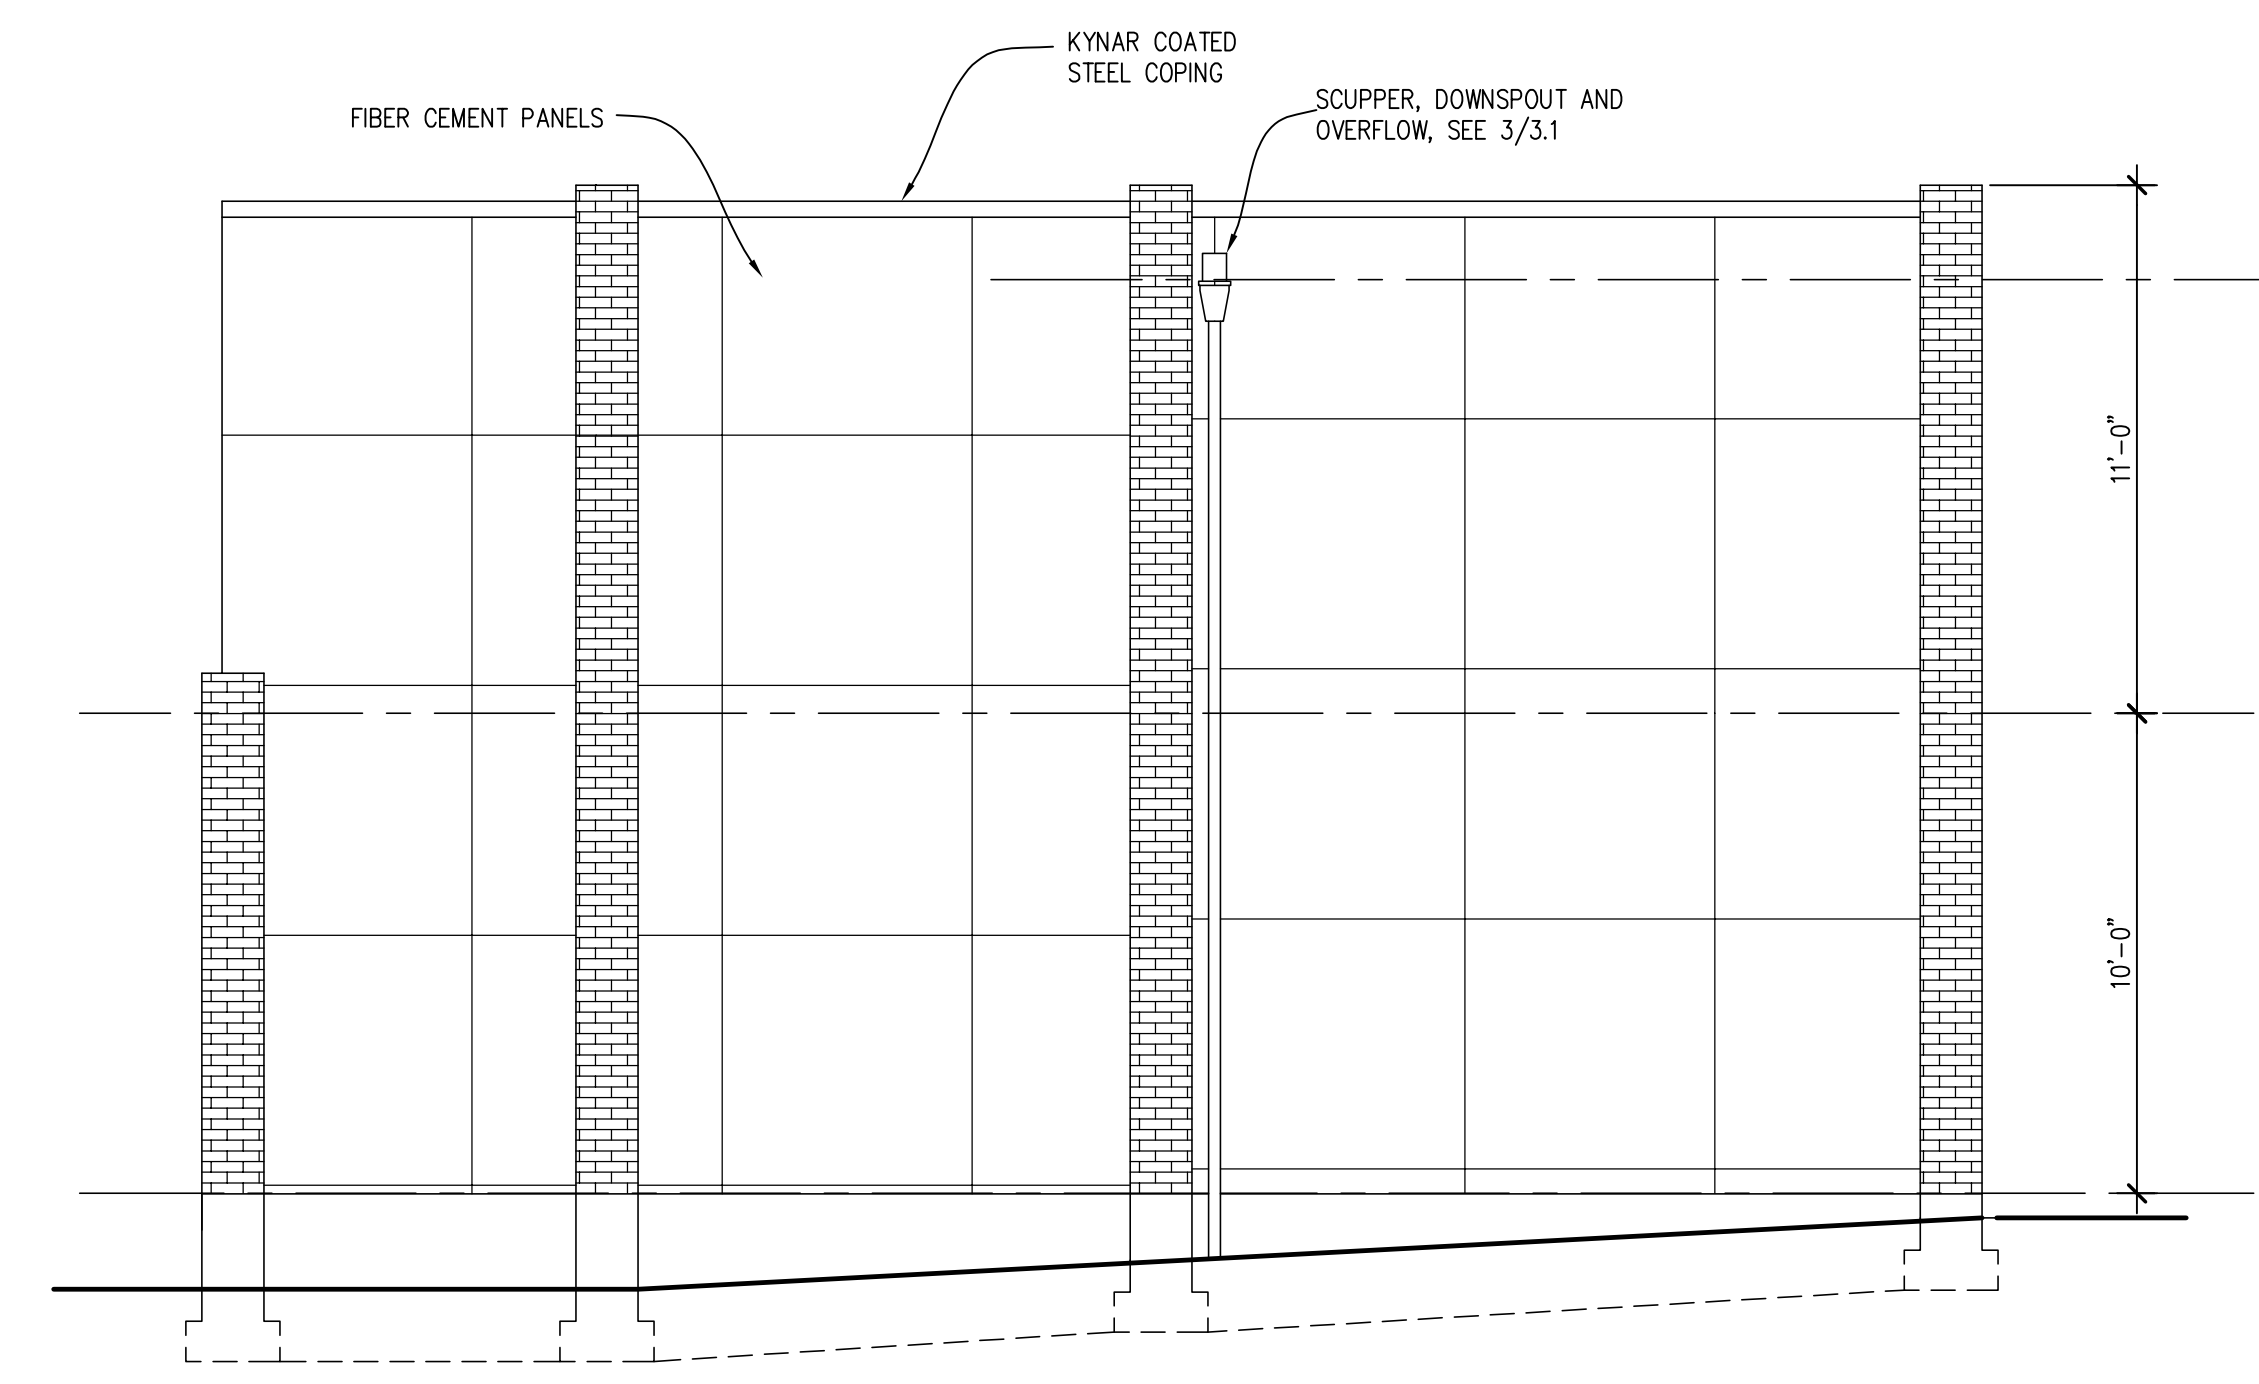 KYNAR COATED
STEEL COPING
SCUPPER, DOWNSPOUT AND
OVERFLOW, SEE 3/3.1
FIBER CEMENT PANELS
11'-0"
10'-0"